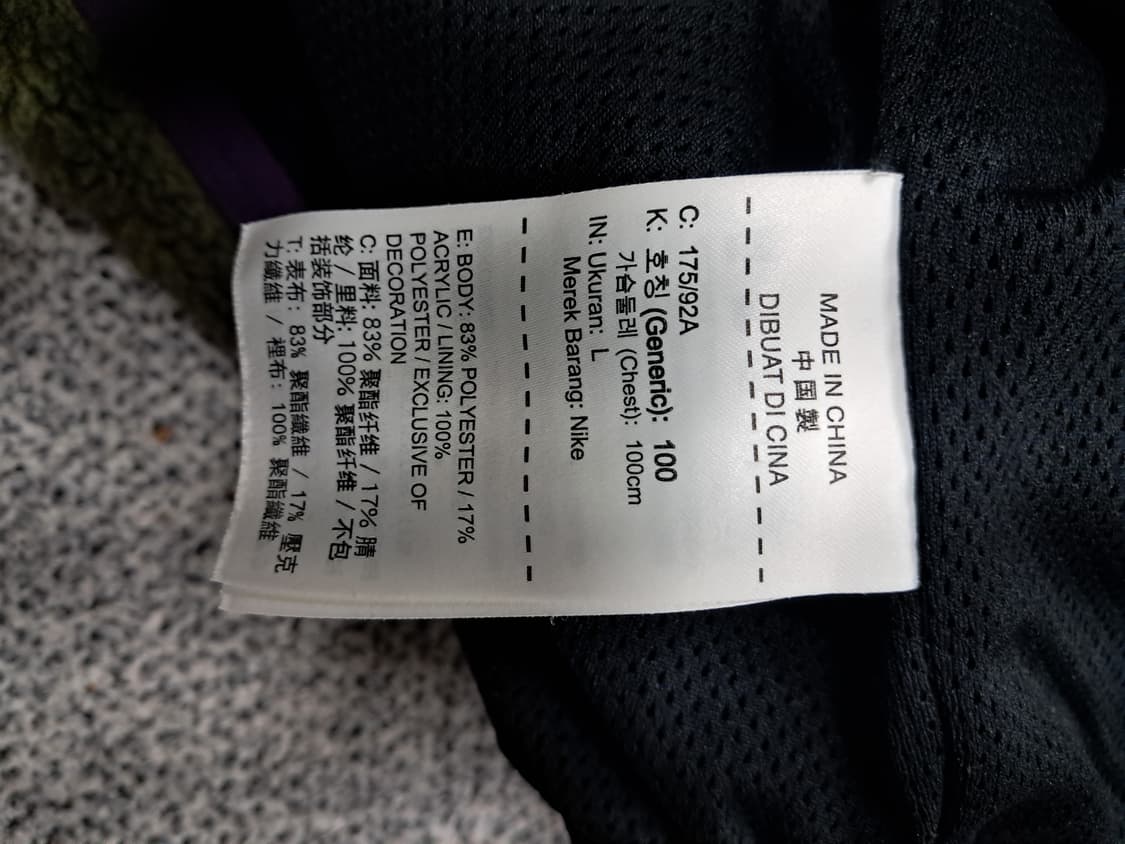 MADE IN CHINA
中国製
DIBUAT DI CINA
C: 175/92A
K: 호칭 (Generic): 100
가슴둘레 (Chest): 100cm
IN: Ukuran: L
Merek Barang: Nike
E: BODY: 83% POLYESTER / 17%
ACRYLIC / LINING: 100%
POLYESTER / EXCLUSIVE OF
DECORATION
C: 面料: 83% 聚酯纤维 / 17% 腈
纶 / 里料: 100% 聚酯纤维 / 不包
括装饰部分
T: 表布: 83% 聚酯纖維 / 17% 壓克
力纖維 / 裡布: 100% 聚酯纖維